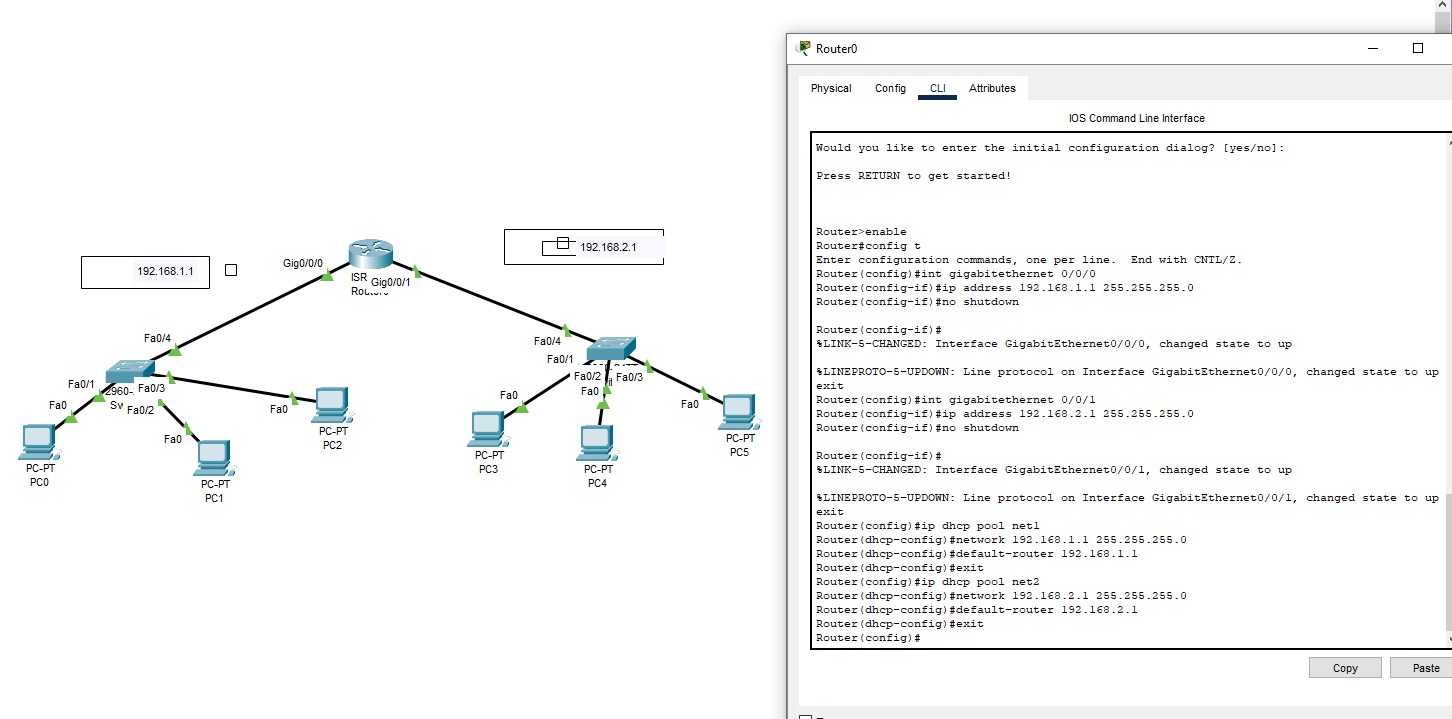 Router0
Physical Config CLI Attributes
IOS Command Line Interface
Would you like to enter the initial configuration dialog? [yes/no]:
Press RETURN to get started!
Router>enable
Router#config t
Enter configuration commands, one per line.  End with CNTL/Z.
Router(config)#int gigabitethernet 0/0/0
Router(config-if)#ip address 192.168.1.1 255.255.255.0
Router(config-if)#no shutdown
Router(config-if)#
%LINK-5-CHANGED: Interface GigabitEthernet0/0/0, changed state to up
%LINEPROTO-5-UPDOWN: Line protocol on Interface GigabitEthernet0/0/0, changed state to up
exit
Router(config)#int gigabitethernet 0/0/1
Router(config-if)#ip address 192.168.2.1 255.255.255.0
Router(config-if)#no shutdown
Router(config-if)#
%LINK-5-CHANGED: Interface GigabitEthernet0/0/1, changed state to up
%LINEPROTO-5-UPDOWN: Line protocol on Interface GigabitEthernet0/0/1, changed state to up
exit
Router(config)#ip dhcp pool net1
Router(dhcp-config)#network 192.168.1.1 255.255.255.0
Router(dhcp-config)#default-router 192.168.1.1
Router(dhcp-config)#exit
Router(config)#ip dhcp pool net2
Router(dhcp-config)#network 192.168.2.1 255.255.255.0
Router(dhcp-config)#default-router 192.168.2.1
Router(dhcp-config)#exit
Router(config)#
Copy Paste
192.168.1.1
192.168.2.1
Gig0/0/0
ISR
Gig0/0/1
Fa0/4
Fa0/1
Fa0/3
2960-
Fa0/2
Fa0
Fa0
Fa0
PC-PT
PC0
PC-PT
PC1
PC-PT
PC2
Fa0/4
Fa0/1
Fa0/2
Fa0/3
Fa0
Fa0
Fa0
PC-PT
PC3
PC-PT
PC4
PC-PT
PC5